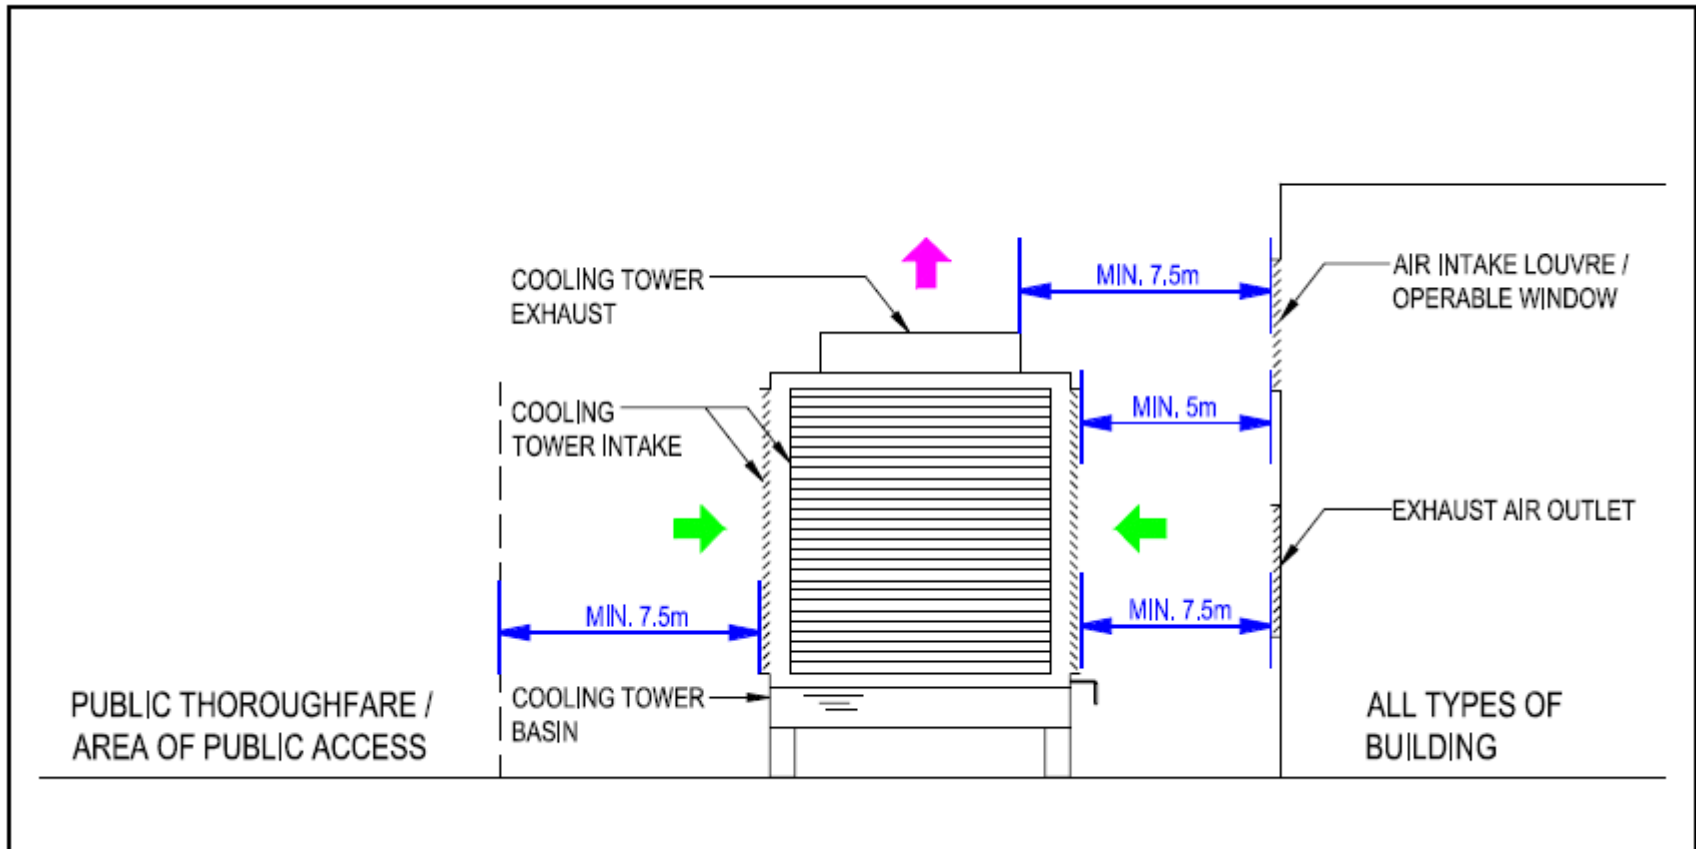 COOLING TOWER
EXHAUST
MIN. 7.5m
AIR INTAKE LOUVRE /
OPERABLE WINDOW
COOLING
TOWER INTAKE
MIN. 5m
EXHAUST AIR OUTLET
MIN. 7.5m
MIN. 7.5m
PUBLIC THOROUGHFARE /
AREA OF PUBLIC ACCESS
COOLING TOWER
BASIN
ALL TYPES OF
BUILDING